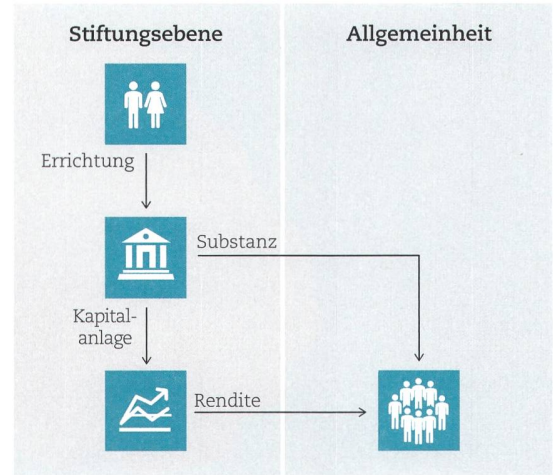 Stiftungsebene
Allgemeinheit
Errichtung
Substanz
Kapital-
anlage
Rendite